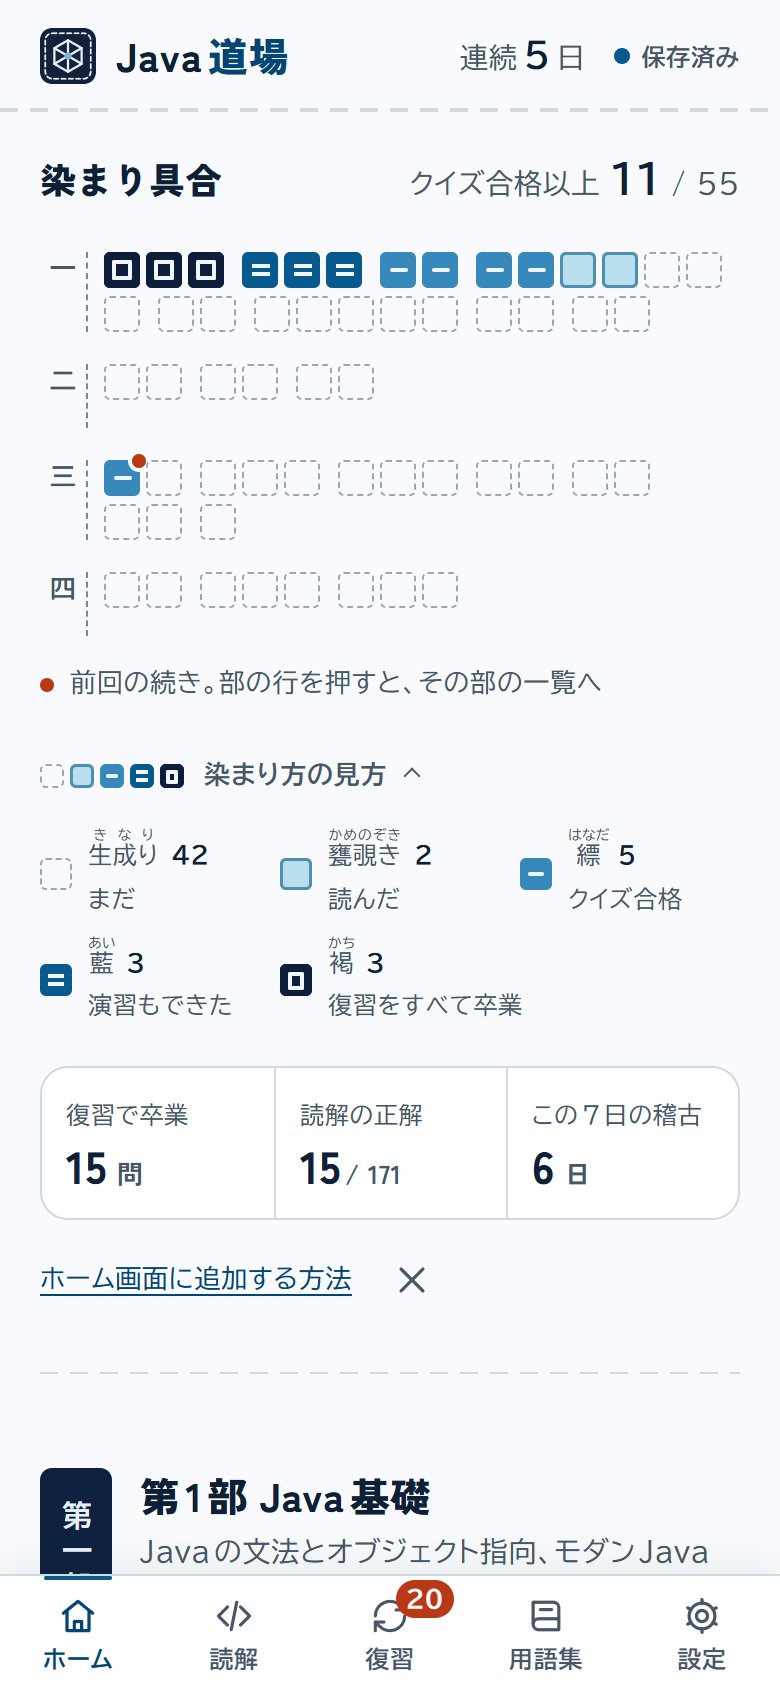 Java道場
連続 5 日
保存済み
染まり具合
クイズ合格以上 11 / 55
一
二
三
四
前回の続き。部の行を押すと、その部の一覧へ
染まり方の見方
きなり
生成り 42
まだ
かめのぞき
甕覗き 2
読んだ
はなだ
縹 5
クイズ合格
あい
藍 3
演習もできた
かち
褐 3
復習をすべて卒業
復習で卒業
15 問
読解の正解
15 / 171
この7日の稽古
6 日
ホーム画面に追加する方法
第一
第1部 Java基礎
Javaの文法とオブジェクト指向、モダンJava
ホーム
読解
20
復習
用語集
設定